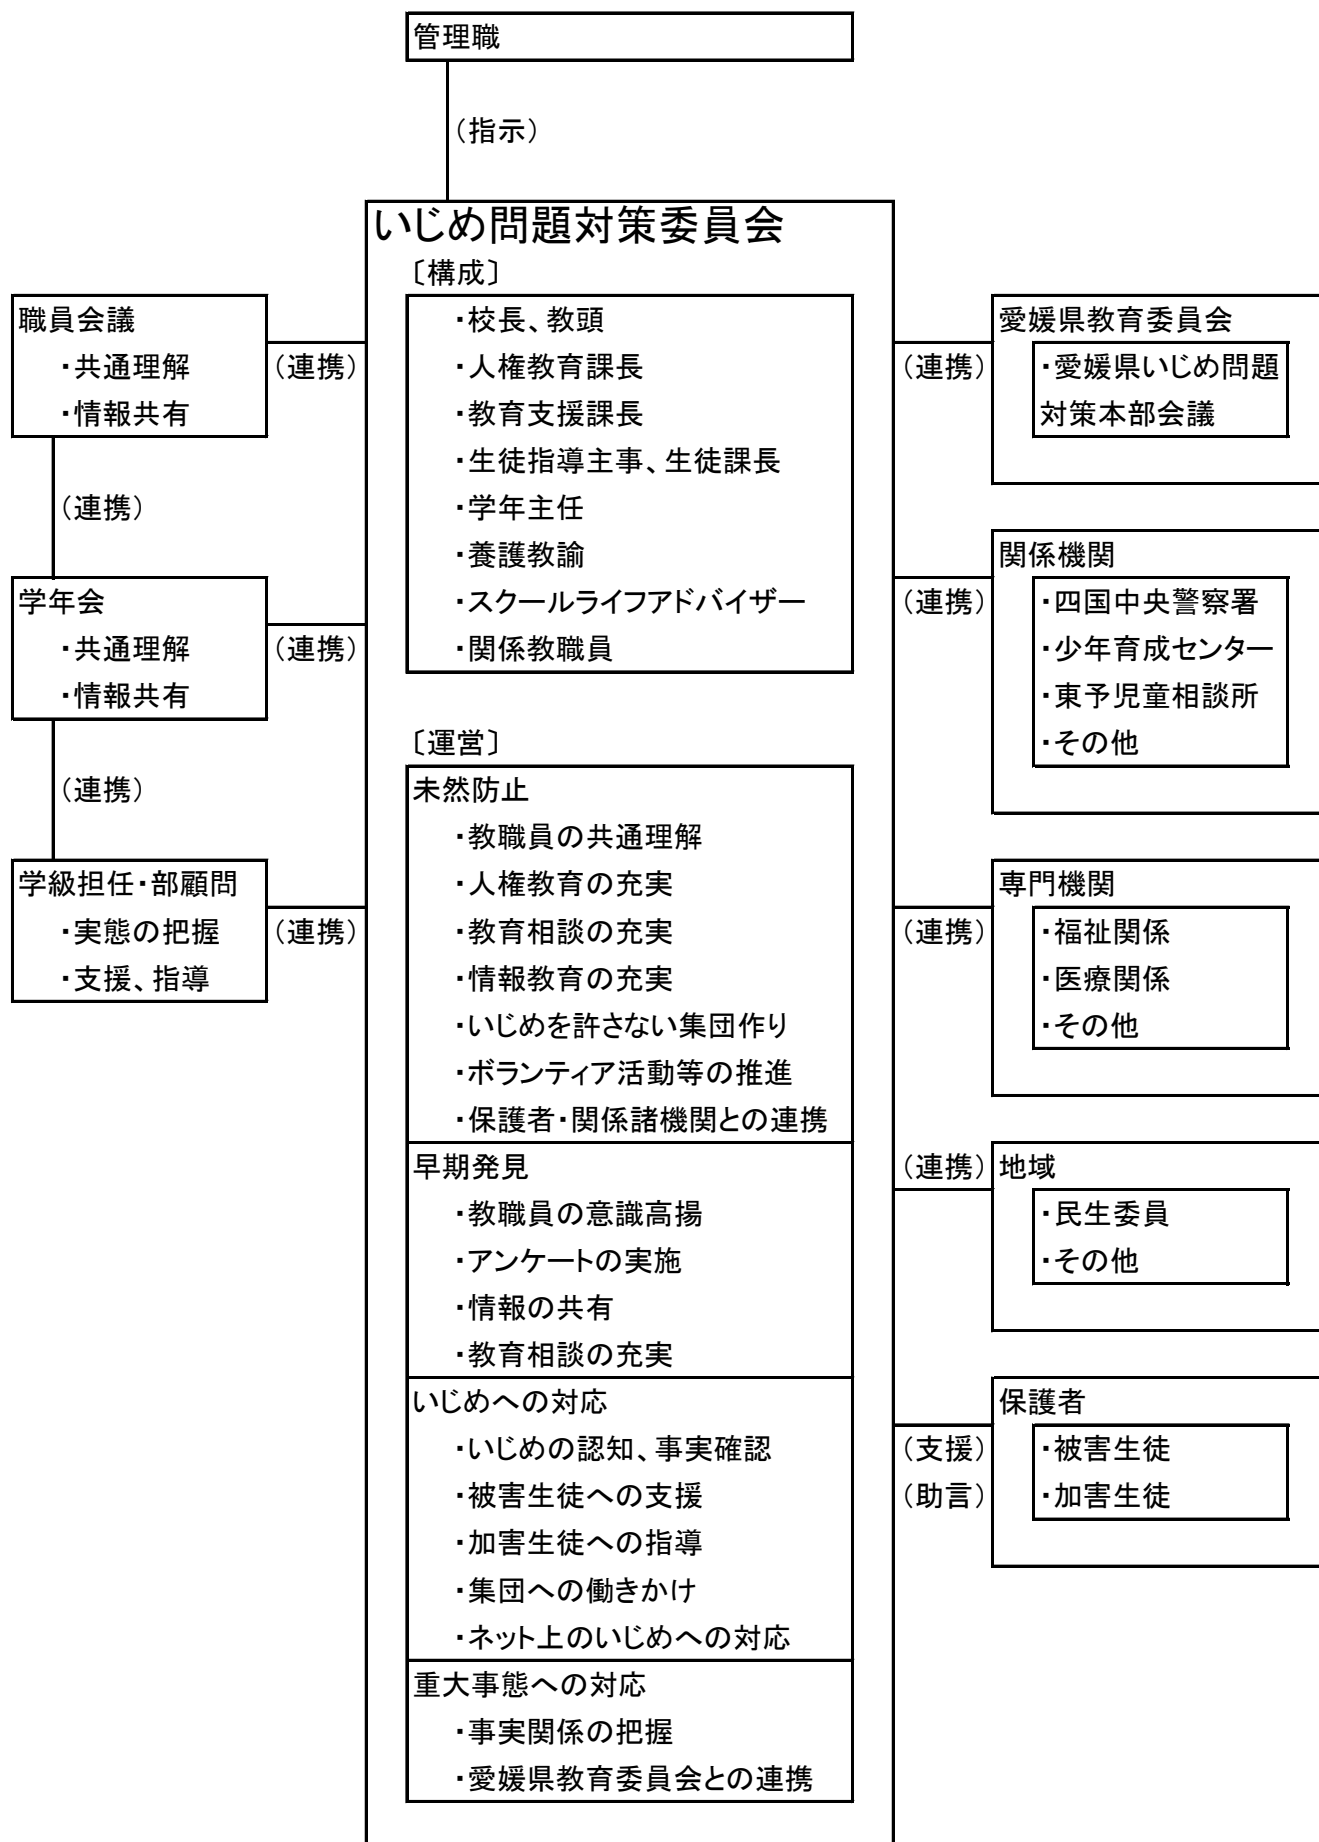 管理職
（指示）
いじめ問題対策委員会
〔構成〕
・校長、教頭
・人権教育課長
・教育支援課長
・生徒指導主事、生徒課長
・学年主任
・養護教諭
・スクールライフアドバイザー
・関係教職員
〔運営〕
未然防止
・教職員の共通理解
・人権教育の充実
・教育相談の充実
・情報教育の充実
・いじめを許さない集団作り
・ボランティア活動等の推進
・保護者・関係諸機関との連携
早期発見
・教職員の意識高揚
・アンケートの実施
・情報の共有
・教育相談の充実
いじめへの対応
・いじめの認知、事実確認
・被害生徒への支援
・加害生徒への指導
・集団への働きかけ
・ネット上のいじめへの対応
重大事態への対応
・事実関係の把握
・愛媛県教育委員会との連携
職員会議
・共通理解
・情報共有
（連携）
（連携）
学年会
・共通理解
・情報共有
（連携）
（連携）
学級担任・部顧問
・実態の把握
・支援、指導
（連携）
（連携）
愛媛県教育委員会
・愛媛県いじめ問題
対策本部会議
（連携）
関係機関
・四国中央警察署
・少年育成センター
・東予児童相談所
・その他
（連携）
専門機関
・福祉関係
・医療関係
・その他
（連携）
地域
・民生委員
・その他
（支援）
（助言）
保護者
・被害生徒
・加害生徒